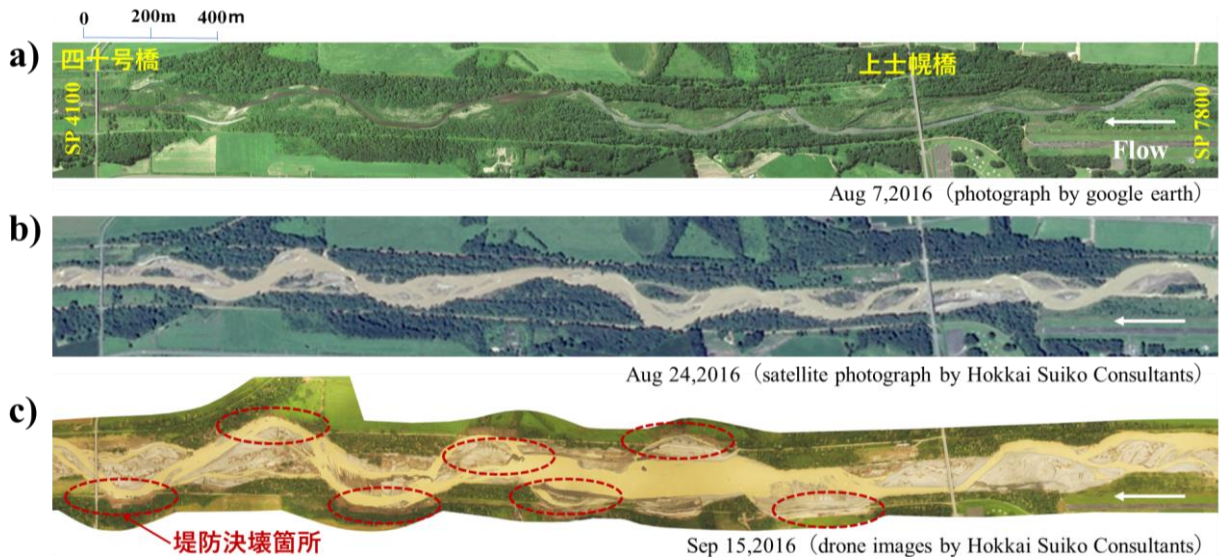 0 200m 400m
a)
四十号橋
上士幌橋
SP 4100
SP 7800
Flow
Aug 7,2016（photograph by google earth）
b)
Aug 24,2016（satellite photograph by Hokkai Suiko Consultants）
c)
堤防決壊箇所
Sep 15,2016（drone images by Hokkai Suiko Consultants）